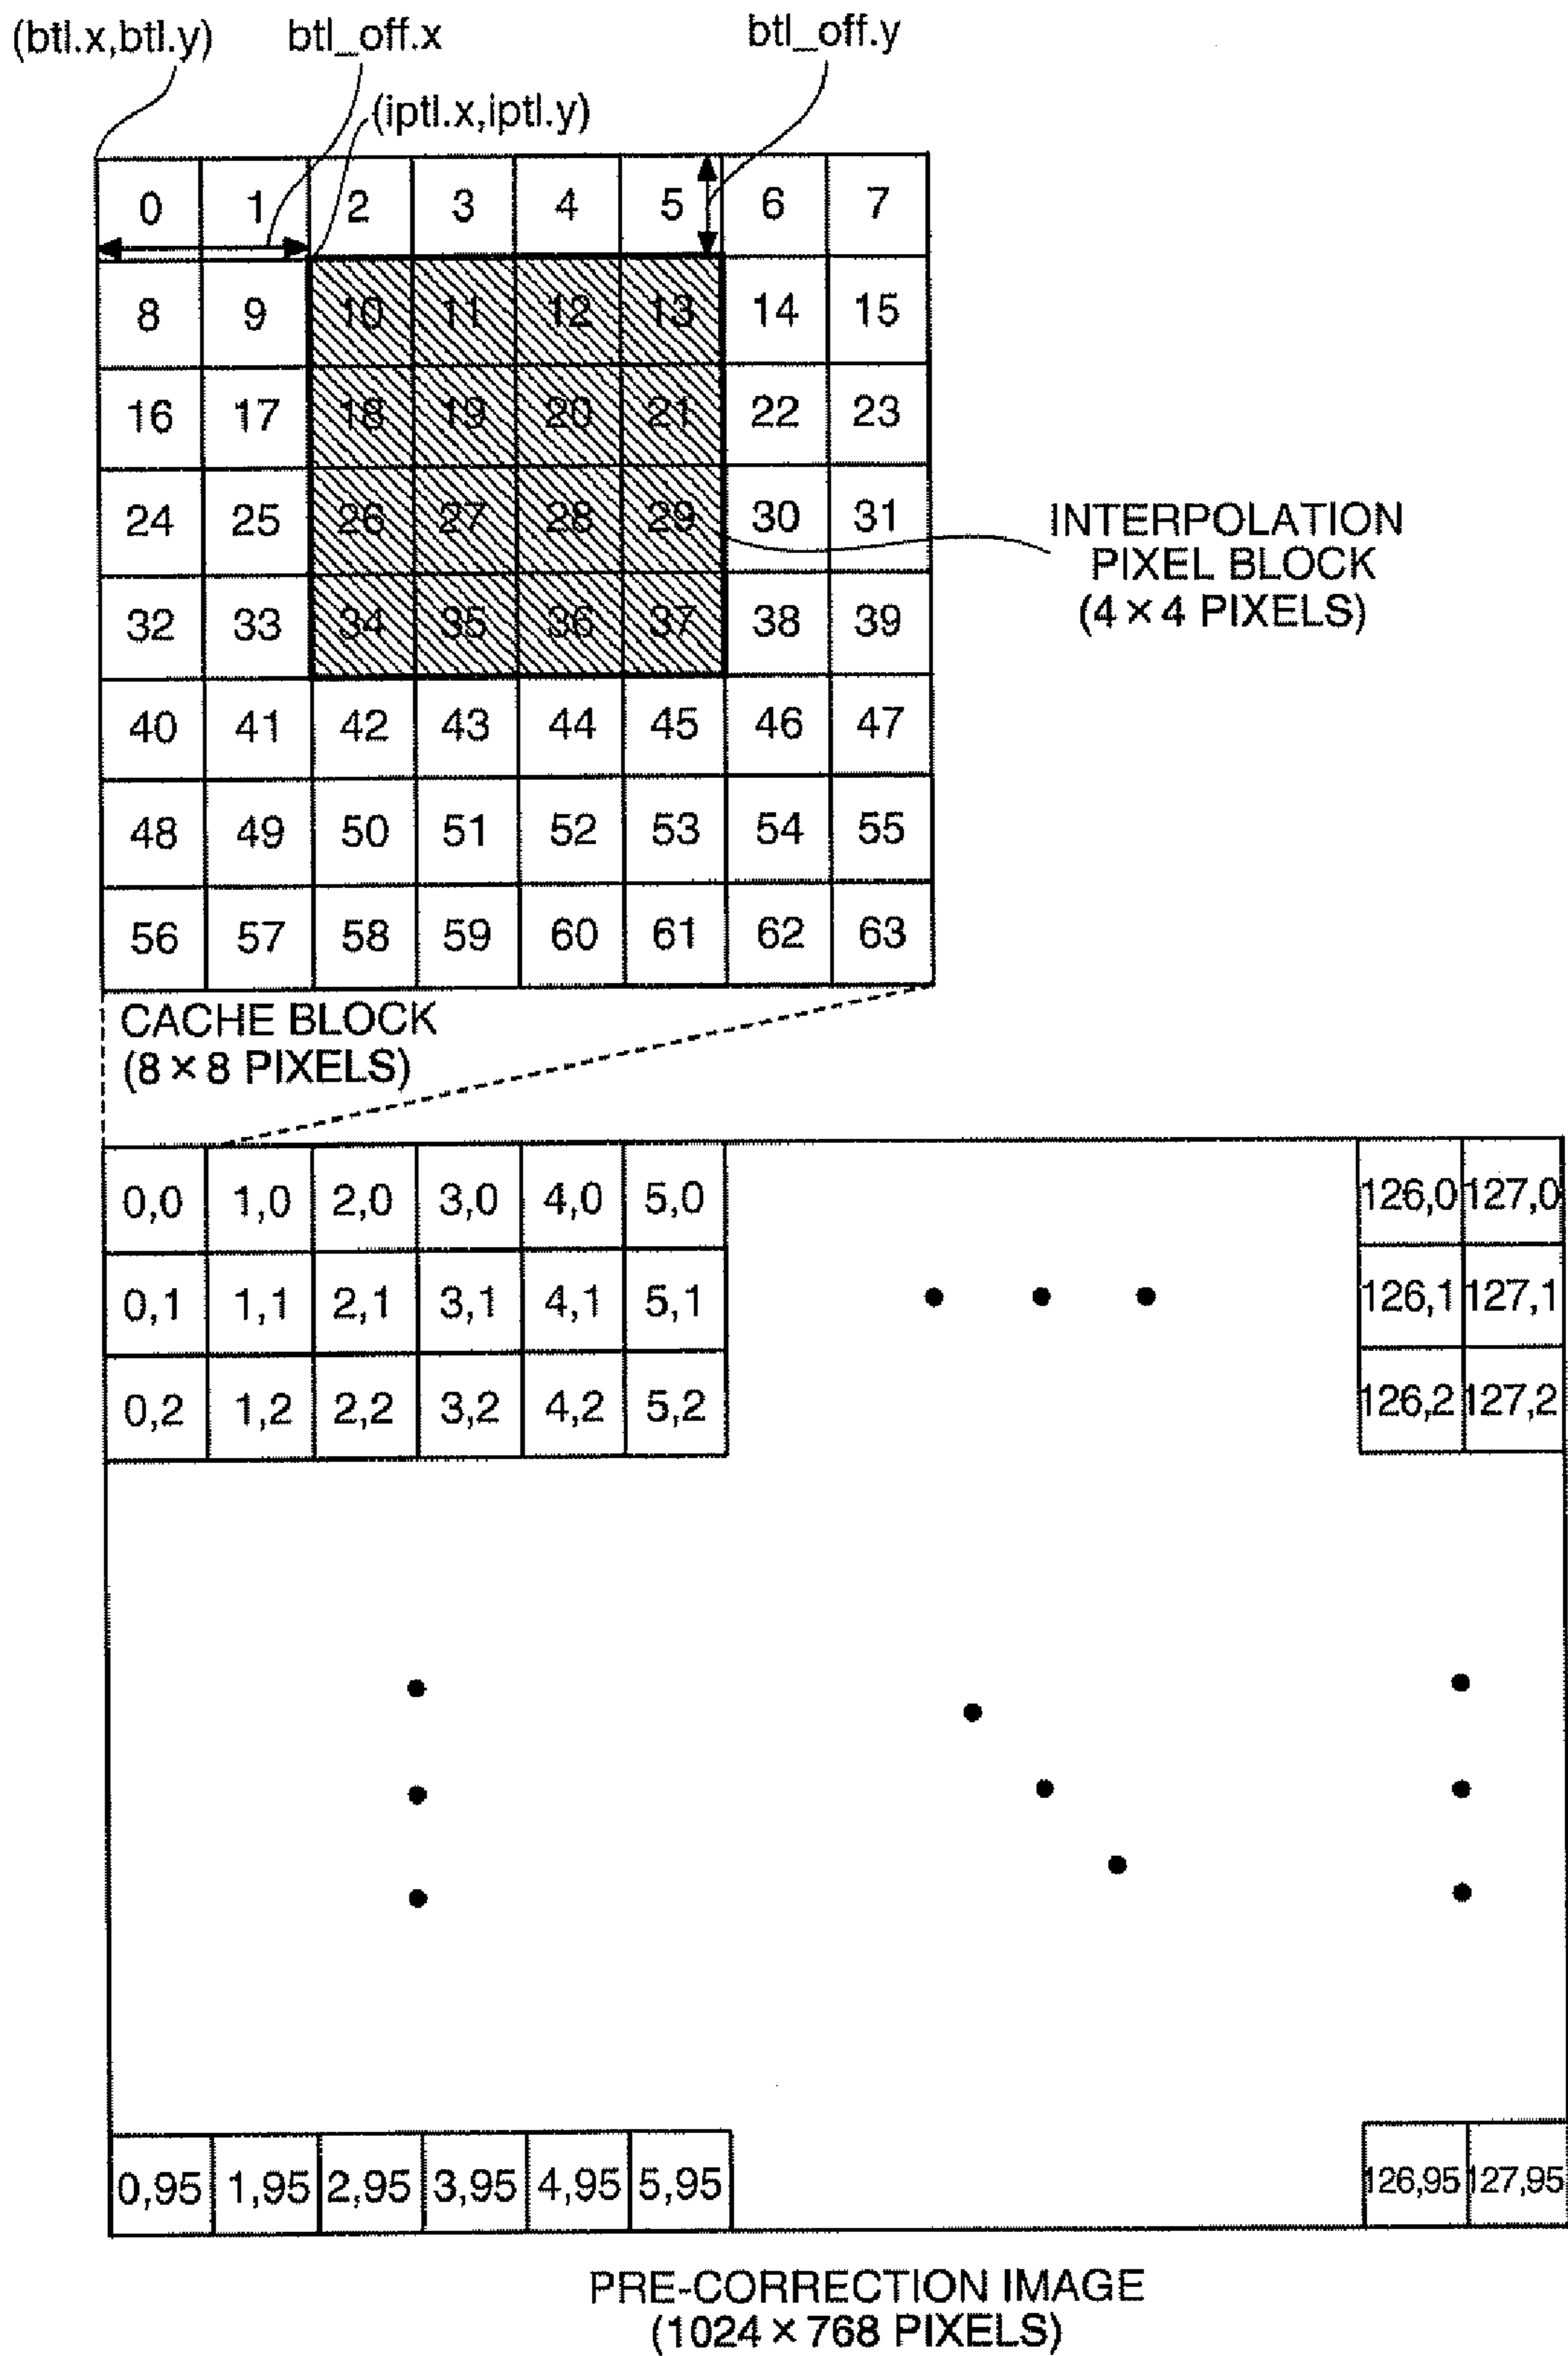 (btl.x,btl.y) btl_off.x btl_off.y
(iptl.x,iptl.y)
0 1 2 3 4 5 6 7
8 9 10 11 12 13 14 15
16 17 18 19 20 21 22 23
24 25 26 27 28 29 30 31
INTERPOLATION
PIXEL BLOCK
(4×4 PIXELS)
32 33 34 35 36 37 38 39
40 41 42 43 44 45 46 47
48 49 50 51 52 53 54 55
56 57 58 59 60 61 62 63
CACHE BLOCK
(8×8 PIXELS)
0,0 1,0 2,0 3,0 4,0 5,0 126,0 127,0
0,1 1,1 2,1 3,1 4,1 5,1 126,1 127,1
0,2 1,2 2,2 3,2 4,2 5,2 126,2 127,2
0,95 1,95 2,95 3,95 4,95 5,95 126,95 127,95
PRE-CORRECTION IMAGE
(1024×768 PIXELS)